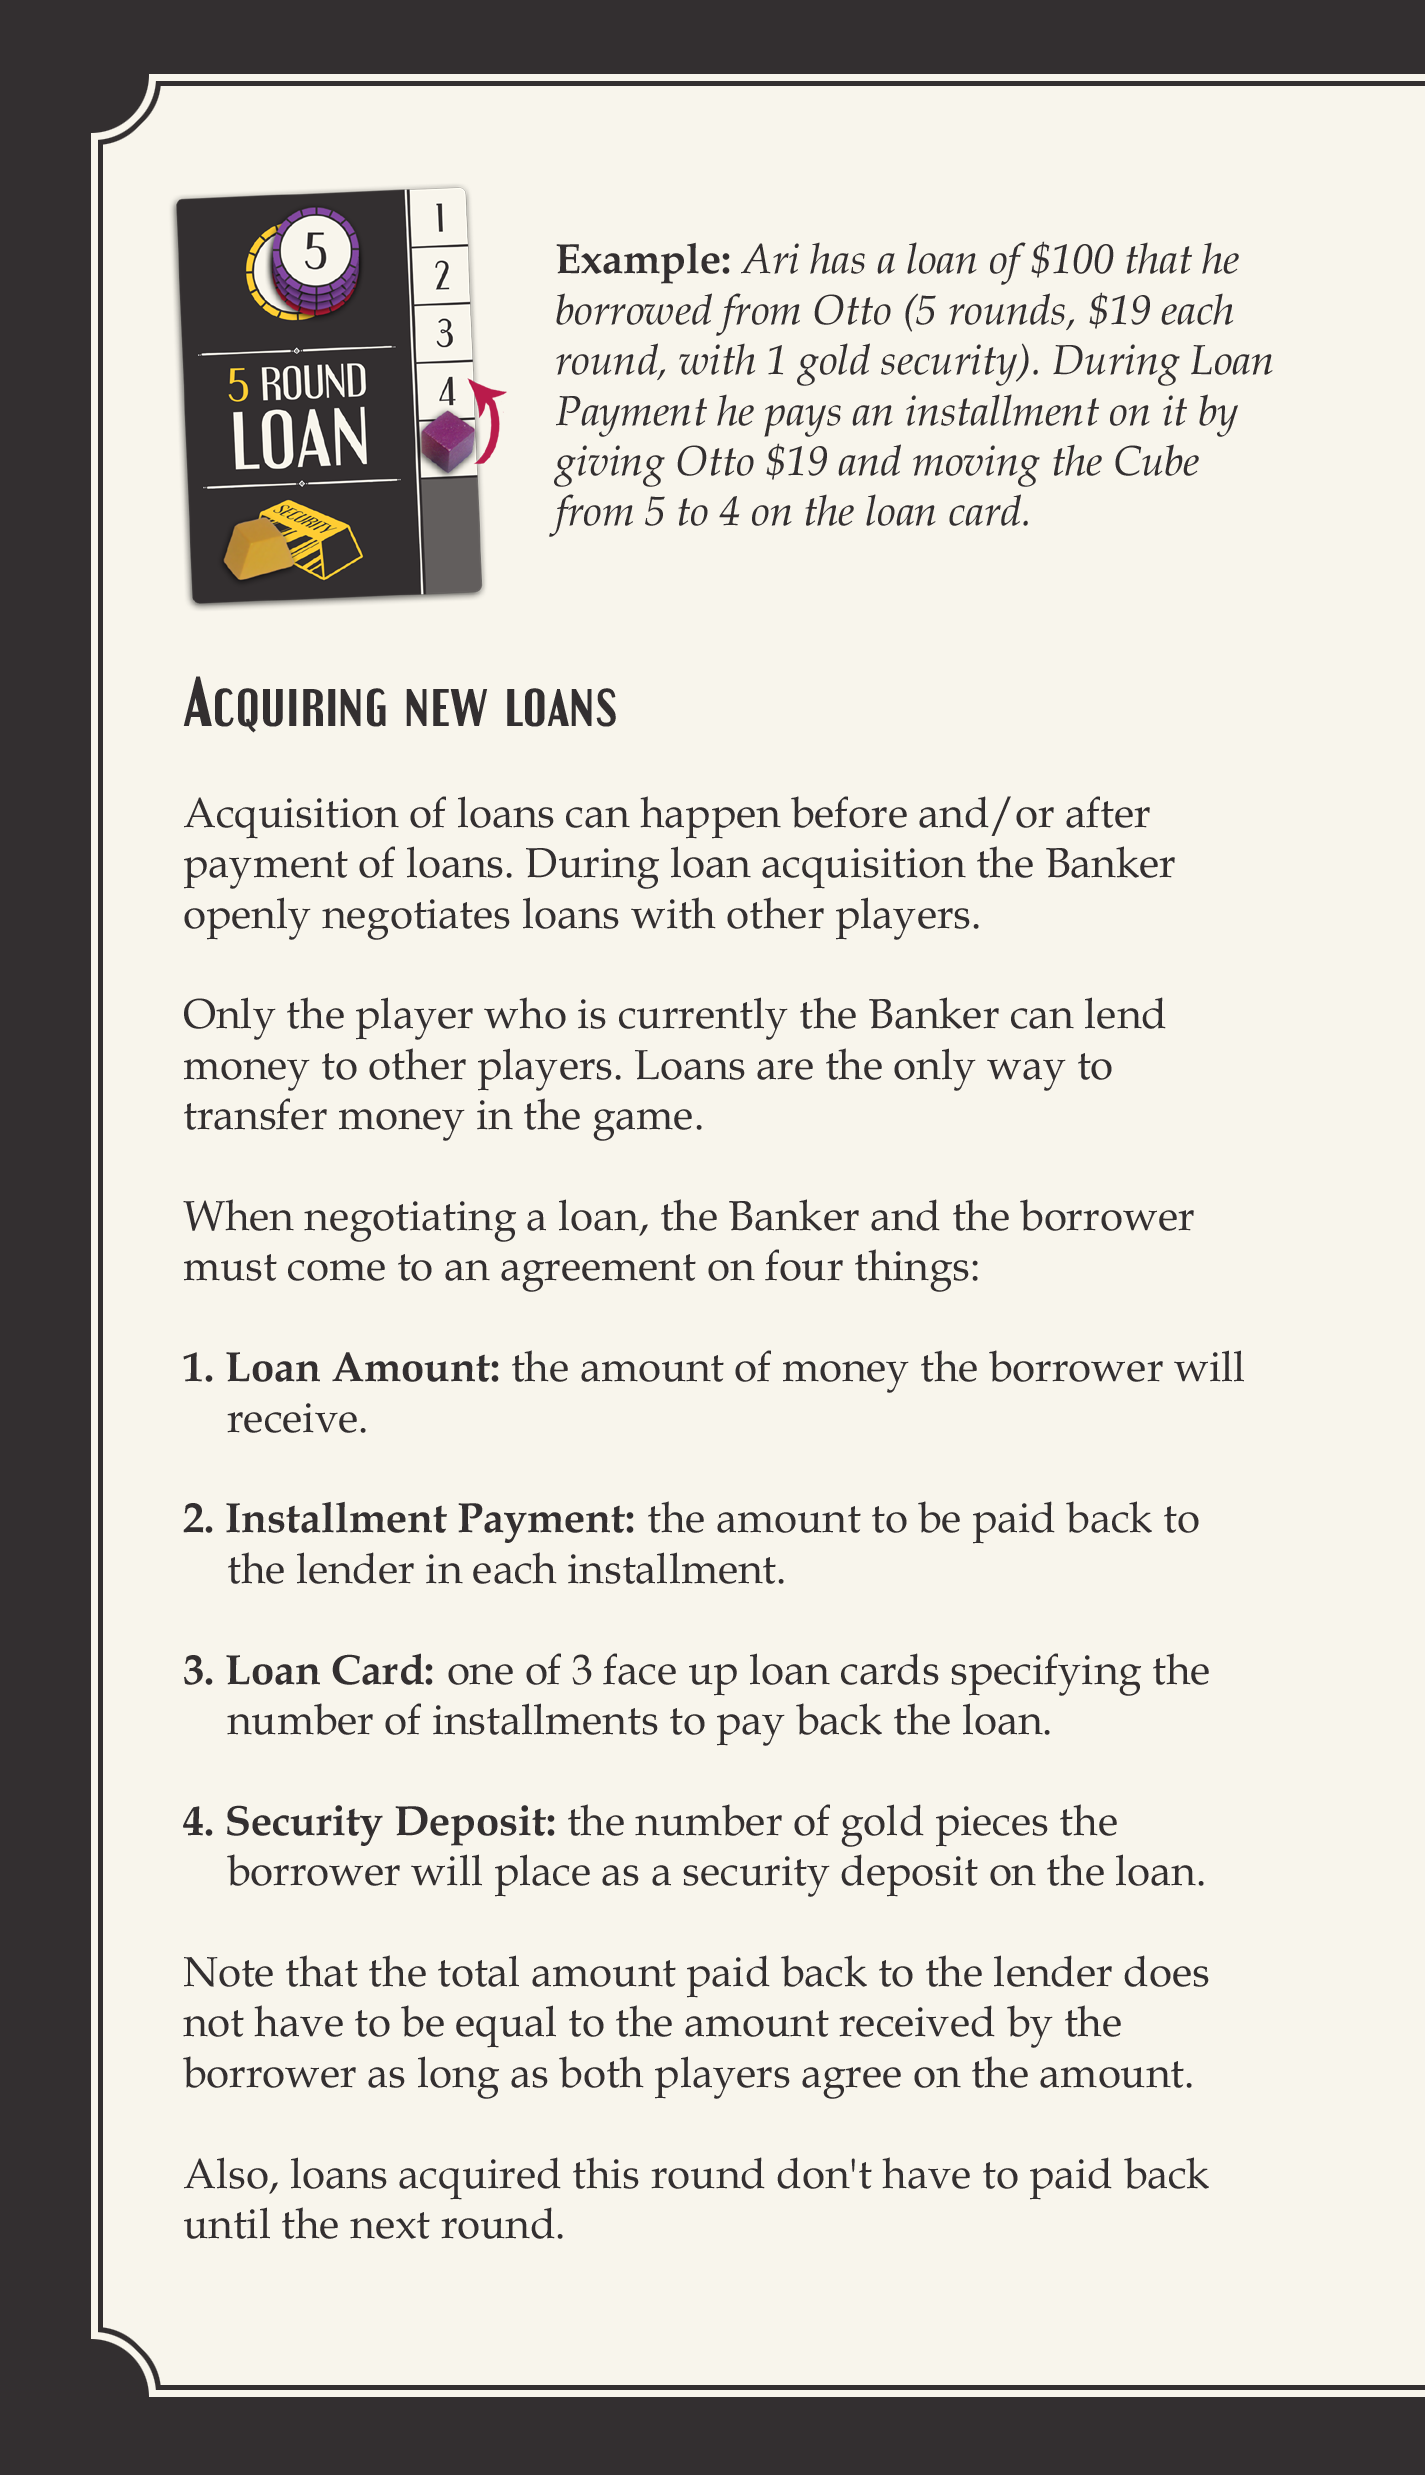 1
2
3
4
5
5 ROUND
LOAN
SECURITY
Example: Ari has a loan of $100 that he
borrowed from Otto (5 rounds, $19 each
round, with 1 gold security). During Loan
Payment he pays an installment on it by
giving Otto $19 and moving the Cube
from 5 to 4 on the loan card.
Acquiring new loans
Acquisition of loans can happen before and/or after
payment of loans. During loan acquisition the Banker
openly negotiates loans with other players.
Only the player who is currently the Banker can lend
money to other players. Loans are the only way to
transfer money in the game.
When negotiating a loan, the Banker and the borrower
must come to an agreement on four things:
1. Loan Amount: the amount of money the borrower will
receive.
2. Installment Payment: the amount to be paid back to
the lender in each installment.
3. Loan Card: one of 3 face up loan cards specifying the
number of installments to pay back the loan.
4. Security Deposit: the number of gold pieces the
borrower will place as a security deposit on the loan.
Note that the total amount paid back to the lender does
not have to be equal to the amount received by the
borrower as long as both players agree on the amount.
Also, loans acquired this round don't have to paid back
until the next round.